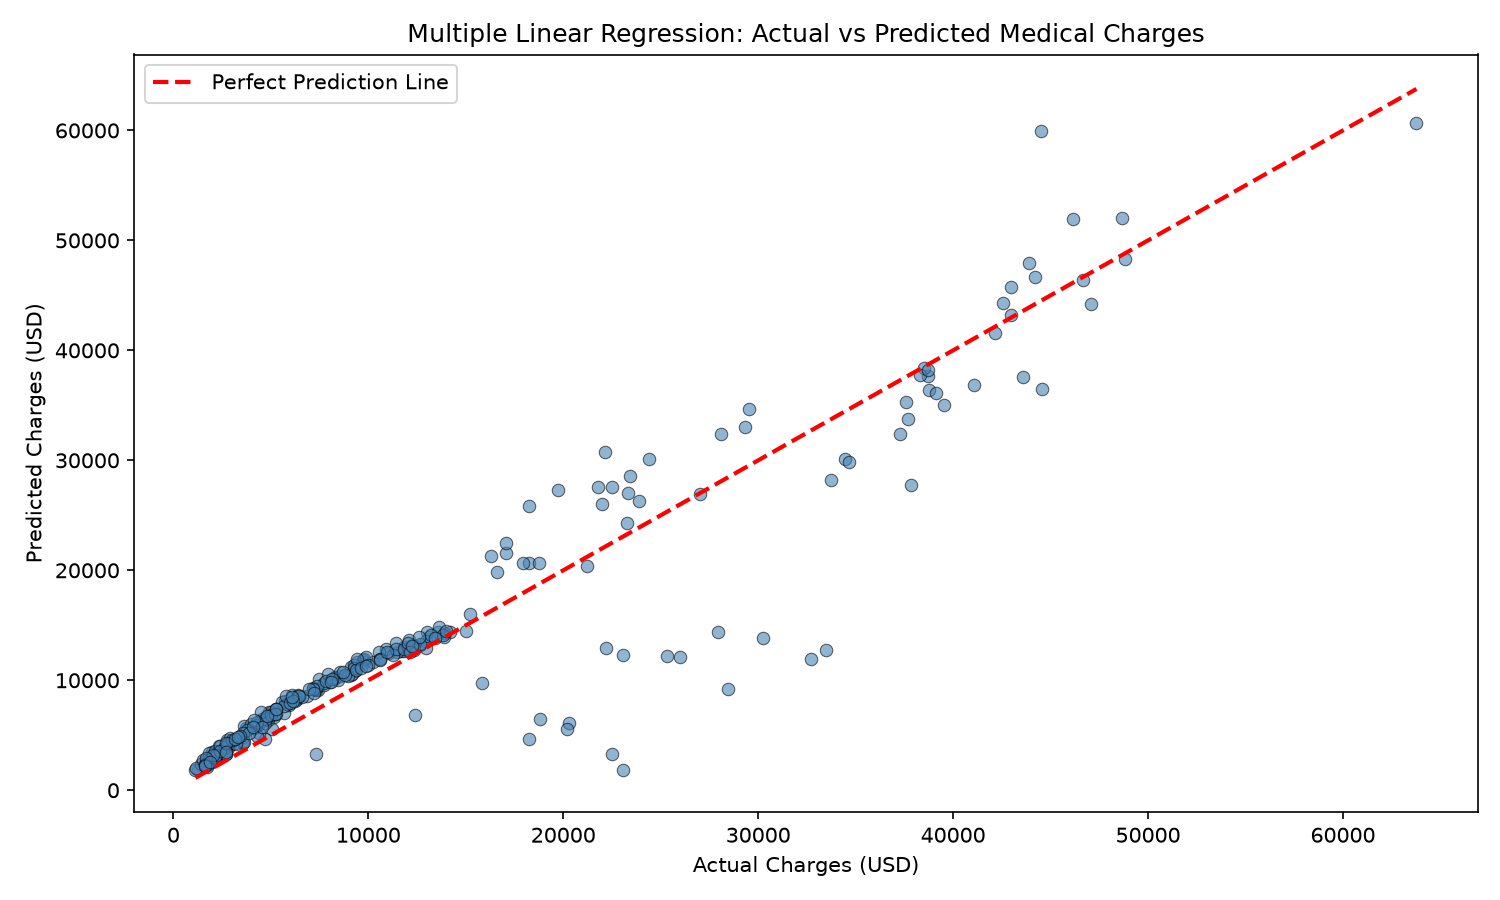 Multiple Linear Regression: Actual vs Predicted Medical Charges
Perfect Prediction Line
Predicted Charges (USD)
60000
50000
40000
30000
20000
10000
0
0 10000 20000 30000 40000 50000 60000
Actual Charges (USD)